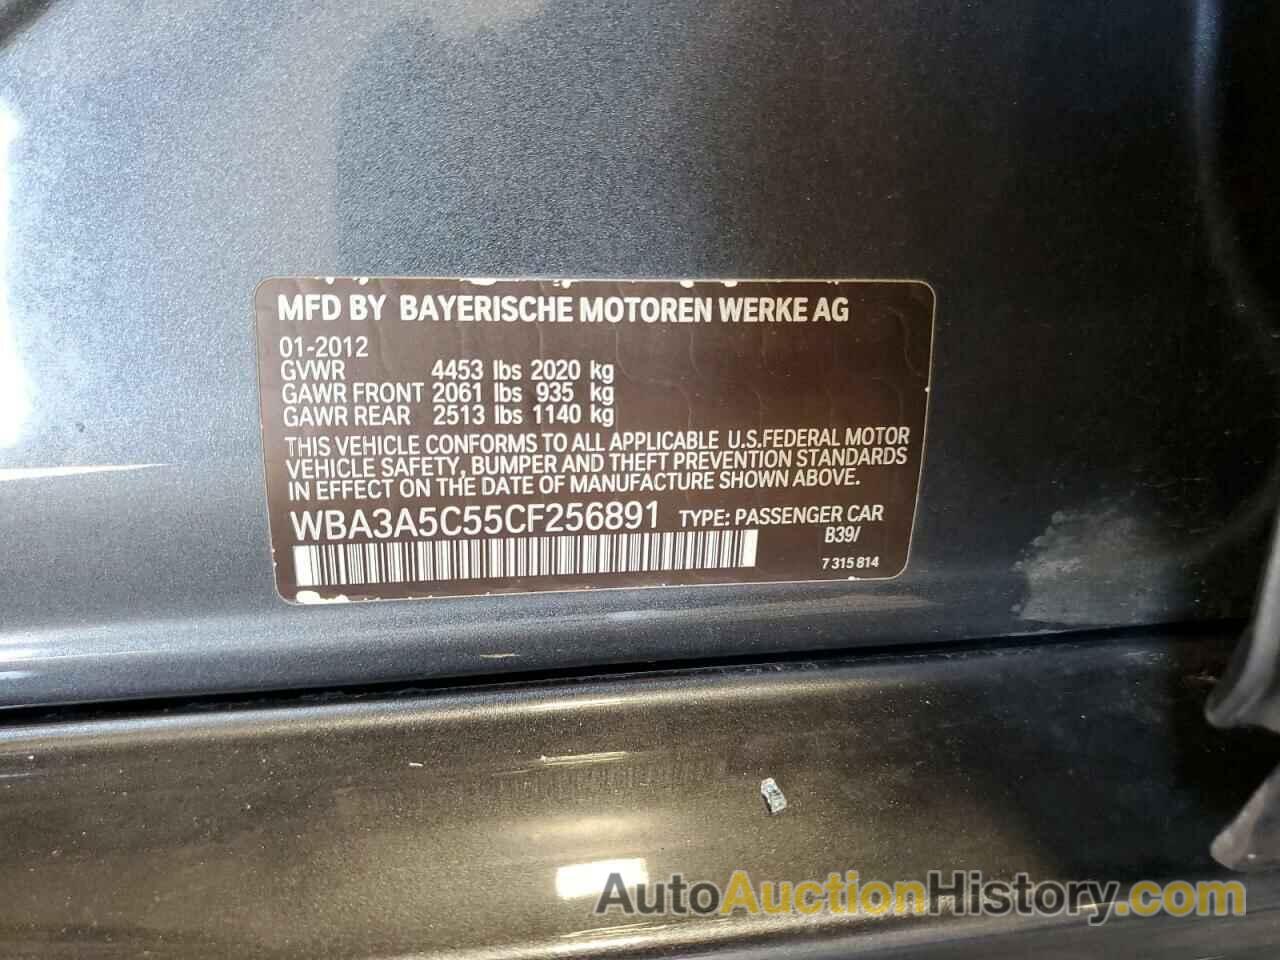 MFD BY BAYERISCHE MOTOREN WERKE AG
01-2012
GVWR 4453 lbs 2020 kg
GAWR FRONT 2061 lbs 935 kg
GAWR REAR 2513 lbs 1140 kg
THIS VEHICLE CONFORMS TO ALL APPLICABLE U.S.FEDERAL MOTOR
VEHICLE SAFETY, BUMPER AND THEFT PREVENTION STANDARDS
IN EFFECT ON THE DATE OF MANUFACTURE SHOWN ABOVE.
WBA3A5C55CF256891 TYPE: PASSENGER CAR
B39/
7 315 814
AutoAuctionHistory.com